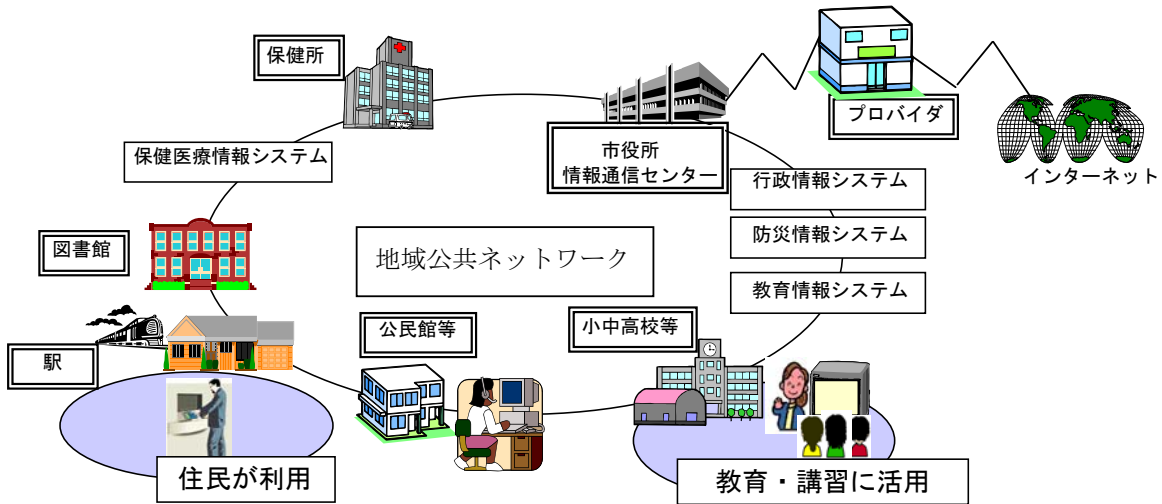 保健所
プロバイダ
市役所
情報通信センター
インターネット
保健医療情報システム
行政情報システム
図書館
防災情報システム
地域公共ネットワーク
教育情報システム
公民館等
小中高校等
駅
住民が利用
教育・講習に活用